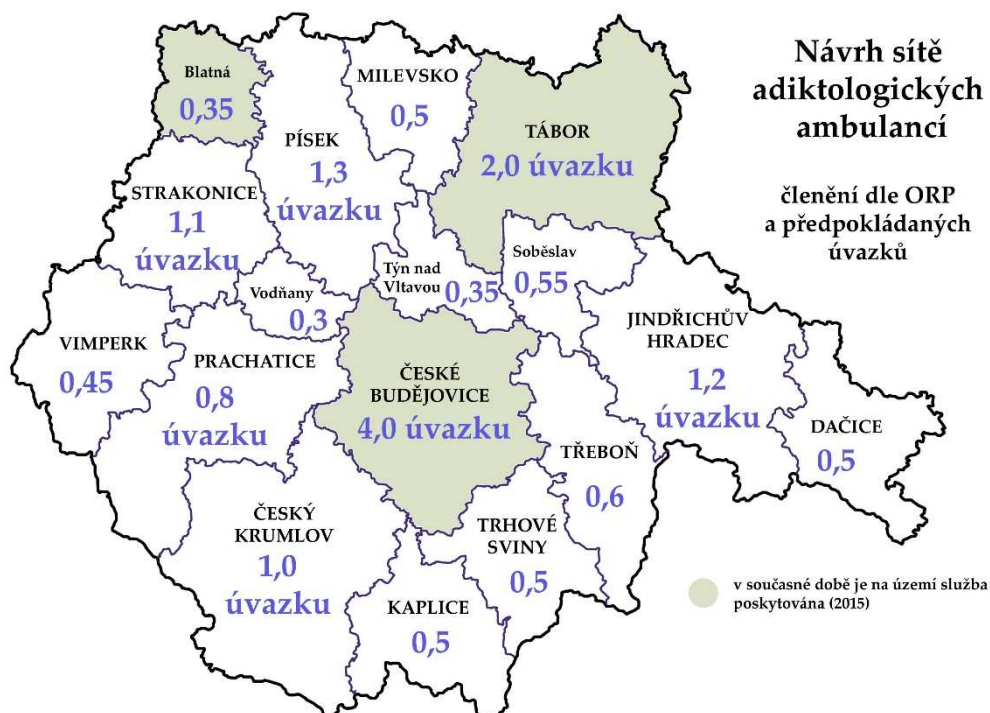 Návrh sítě
adiktologických
ambulancí
členění dle ORP
a předpokládaných
úvazků
Blatná
0,35
MILEVSKO
0,5
PÍSEK
1,3
úvazku
TÁBOR
2,0 úvazku
STRAKONICE
1,1
úvazku
Vodňany
0,3
Týn nad
Vltavou
0,35
Soběslav
0,55
VIMPERK
0,45
PRACHATICE
0,8
úvazku
ČESKÉ
BUDĚJOVICE
4,0 úvazku
JINDŘICHŮV
HRADEC
1,2
úvazku
DAČICE
0,5
TŘEBOŇ
0,6
ČESKÝ
KRUMLOV
1,0
úvazku
TRHOVÉ
SVINY
0,5
KAPLICE
0,5
v současné době je na území služba
poskytována (2015)